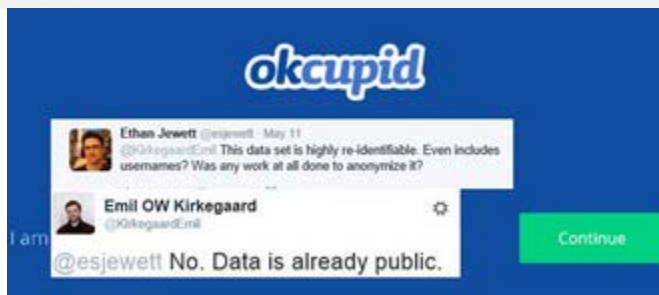 okcupid
Ethan Jewett @esjewett · May 11
@KirkegaardEmil This data set is highly re-identifiable. Even includes
usernames? Was any work at all done to anonymize it?
Emil OW Kirkegaard
@KirkegaardEmil
I am
Continue
@esjewett No. Data is already public.